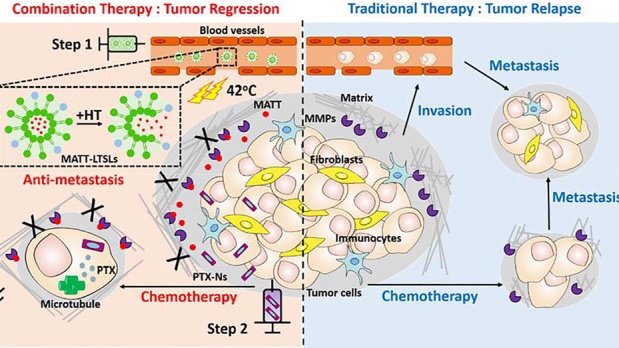 Combination Therapy : Tumor Regression
Traditional Therapy : Tumor Relapse
Step 1
Blood vessels
42°C
+HT
MATT-LTSLs
MATT
Matrix
MMPs
Fibroblasts
Immunocytes
Anti-metastasis
PTX
Microtubule
PTX-Ns
Tumor cells
Chemotherapy
Step 2
Invasion
Metastasis
Metastasis
Chemotherapy